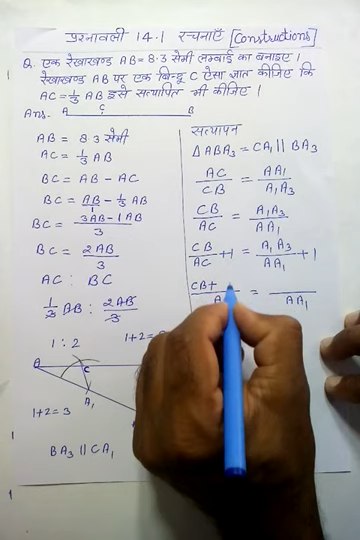 प्रश्नावली 14.1 रचनाएँ [Constructions]
Q. एक रेखाखण्ड AB = 8.3 सेमी लम्बाई का बनाइए ।
रेखाखण्ड AB पर एक बिन्दू C ऐसा ज्ञात कीजिए कि
AC = 1/3 AB इसे सत्यापित भी कीजिए ।
Ans. A C B
AB = 8.3 सेमी
AC = 1/3 AB
BC = AB - AC
BC = AB/1 - 1/3 AB
BC = 3AB - 1AB / 3
BC = 2AB / 3
AC : BC
1/3 AB : 2AB/3
1 : 2
1+2=
A C
A1
1+2 = 3
BA3 || CA1
सत्यापन
Δ ABA3 = CA1 || BA3
AC/CB = AA1/A1A3
CB/AC = A1A3/AA1
CB/AC + 1 = A1A3/AA1 + 1
CB+ / A = / AA1